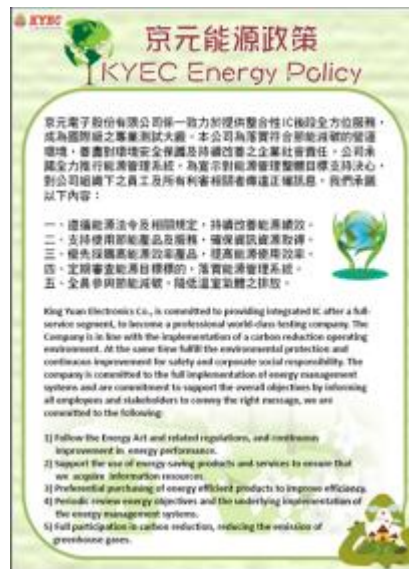 KYEC
京元能源政策
KYEC Energy Policy
京元電子股份有限公司係一致力於提供整合性IC後段全方位服務，
成為國際級之專業測試大廠。本公司為落實符合節能減碳的營運
環境，善盡對環境安全保護及持續改善之企業社會責任，公司承
諾全力推行能源管理系統，為宣示對能源管理整體目標支持決心，
對公司組織下之員工及所有利害相關者傳達正確訊息，我們承諾
以下內容：
一、遵循能源法令及相關規定，持續改善能源績效。
二、支持使用節能產品及服務，確保資訊資源取得。
三、優先採購高能源效率產品，提高能源使用效率。
四、定期審查能源目標標的，落實能源管理系統。
五、全員參與節能減碳，降低溫室氣體之排放。
King Yuan Electronics Co., is committed to providing integrated IC after a full-
service segment, to become a professional world-class testing company. The
Company is in line with the implementation of a carbon reduction operating
environment. At the same time fulfill the environmental protection and
continuous improvement for safety and corporate social responsibility. The
company is committed to the full implementation of energy management
systems and are commitment to support the overall objectives by informing
all employees and stakeholders to convey the right message, we are
committed to the following:
1) Follow the Energy Act and related regulations, and continuous
improvement in energy performance.
2) Support the use of energy saving products and services to ensure that
we acquire information resources.
3) Preferential purchasing of energy efficient products to improve efficiency.
4) Periodic review energy objectives and the underlying implementation of
the energy management systems.
5) Full participation in carbon reduction, reducing the emission of
greenhouse gases.